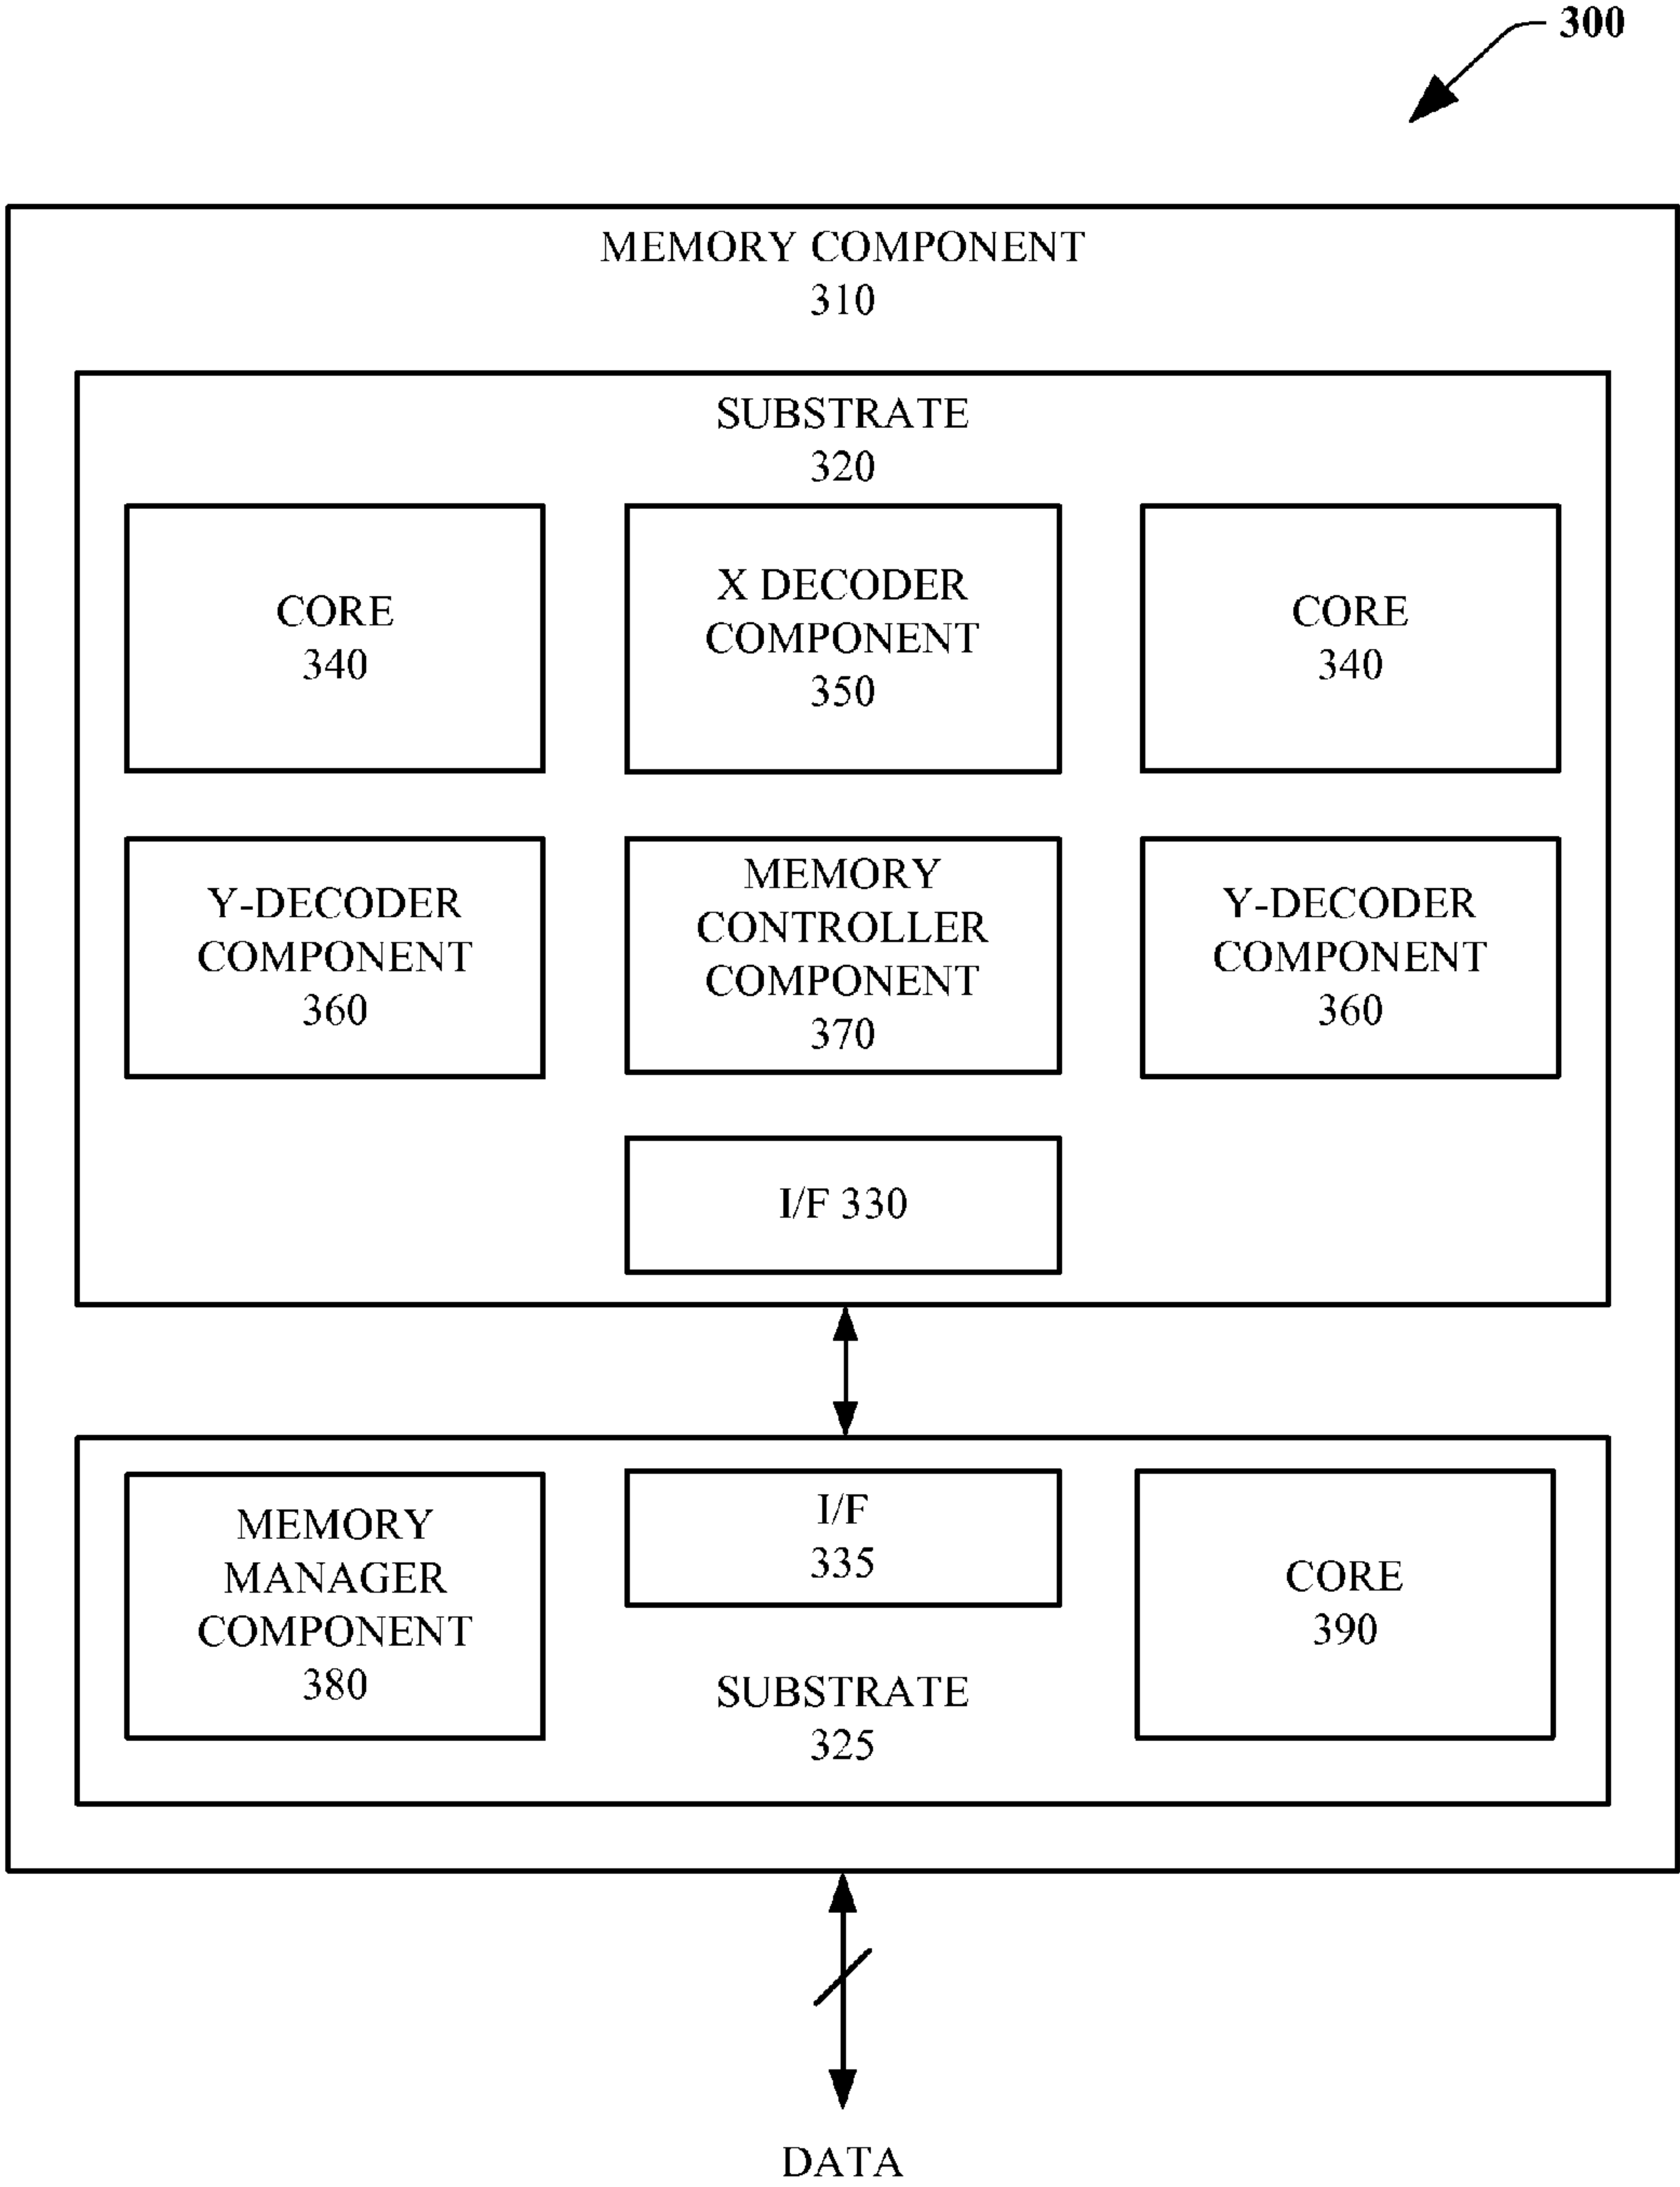 300
MEMORY COMPONENT
310
SUBSTRATE
320
CORE
340
X DECODER
COMPONENT
350
CORE
340
Y-DECODER
COMPONENT
360
MEMORY
CONTROLLER
COMPONENT
370
Y-DECODER
COMPONENT
360
I/F 330
MEMORY
MANAGER
COMPONENT
380
I/F
335
SUBSTRATE
325
CORE
390
DATA